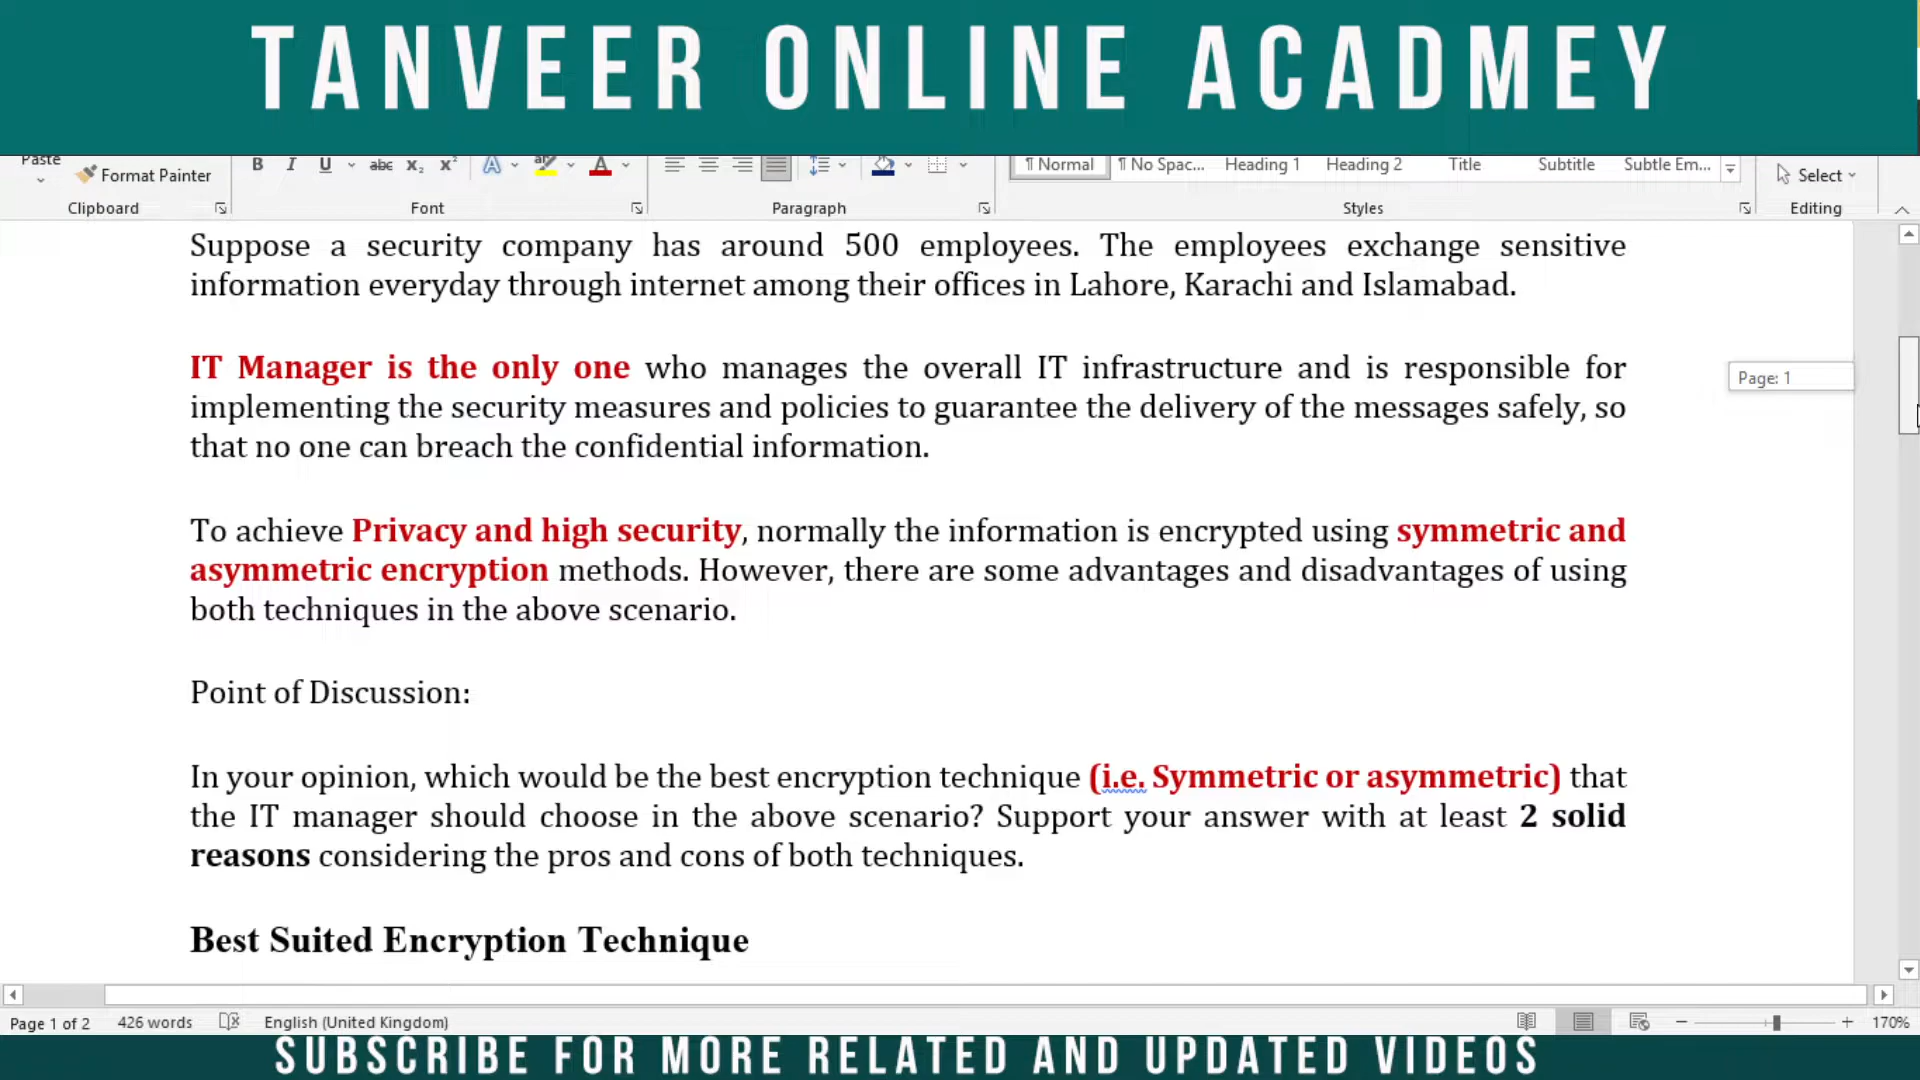 TANVEER ONLINE ACADMEY
Paste
Format Painter
B I U abc x₂ x² A A
¶ Normal ¶ No Spac... Heading 1 Heading 2 Title Subtitle Subtle Em...
Select
Clipboard Font Paragraph Styles Editing
Suppose a security company has around 500 employees. The employees exchange sensitive
information everyday through internet among their offices in Lahore, Karachi and Islamabad.
IT Manager is the only one who manages the overall IT infrastructure and is responsible for
Page: 1
implementing the security measures and policies to guarantee the delivery of the messages safely, so
that no one can breach the confidential information.
To achieve Privacy and high security, normally the information is encrypted using symmetric and
asymmetric encryption methods. However, there are some advantages and disadvantages of using
both techniques in the above scenario.
Point of Discussion:
In your opinion, which would be the best encryption technique (i.e. Symmetric or asymmetric) that
the IT manager should choose in the above scenario? Support your answer with at least 2 solid
reasons considering the pros and cons of both techniques.
Best Suited Encryption Technique
Page 1 of 2 426 words English (United Kingdom) 170%
SUBSCRIBE FOR MORE RELATED AND UPDATED VIDEOS